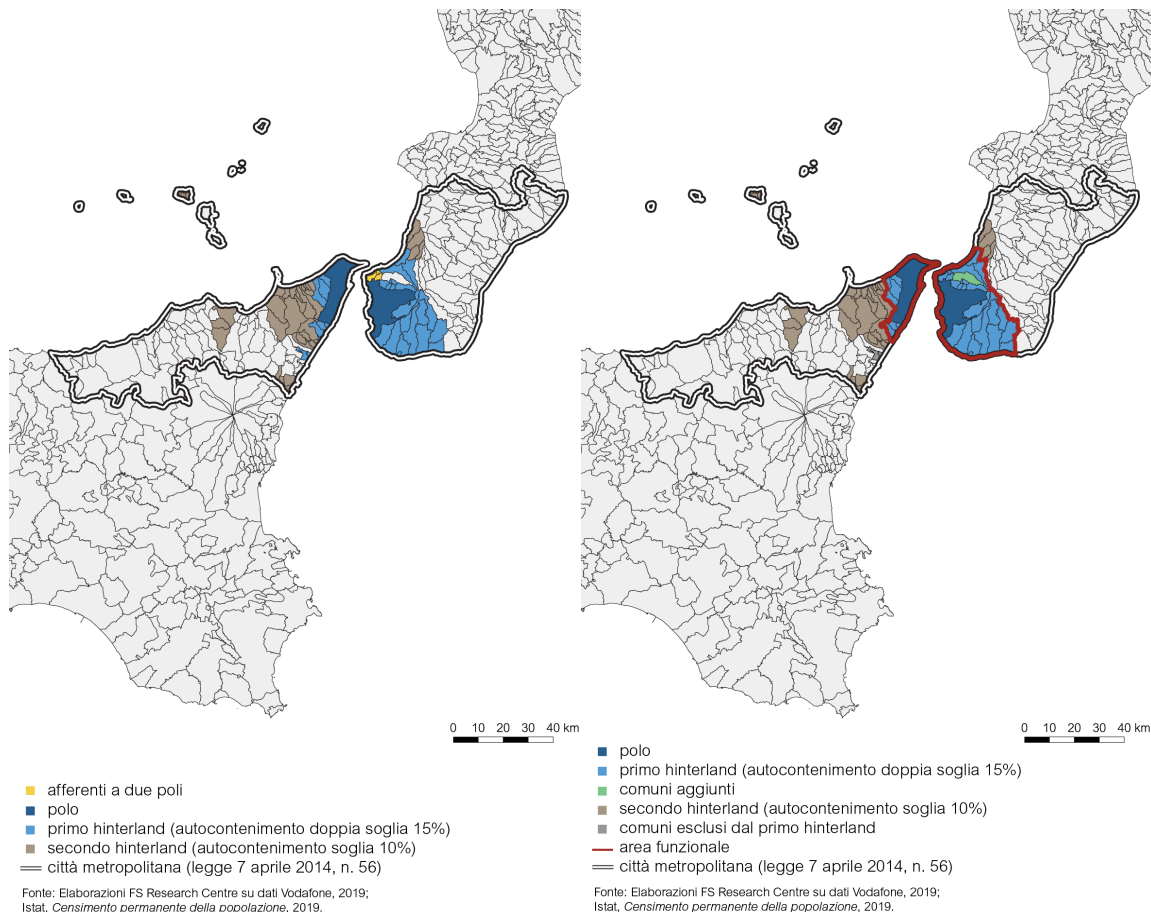 0 10 20 30 40 km
afferenti a due poli
polo
primo hinterland (autocontenimento doppia soglia 15%)
secondo hinterland (autocontenimento soglia 10%)
città metropolitana (legge 7 aprile 2014, n. 56)
Fonte: Elaborazioni FS Research Centre su dati Vodafone, 2019;
Istat, Censimento permanente della popolazione, 2019.
0 10 20 30 40 km
polo
primo hinterland (autocontenimento doppia soglia 15%)
comuni aggiunti
secondo hinterland (autocontenimento soglia 10%)
comuni esclusi dal primo hinterland
area funzionale
città metropolitana (legge 7 aprile 2014, n. 56)
Fonte: Elaborazioni FS Research Centre su dati Vodafone, 2019;
Istat, Censimento permanente della popolazione, 2019.